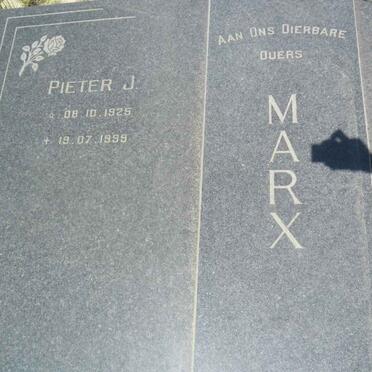 PIETER J.
☆ 08.10.1925
+ 19.07.1999
AAN ONS DIERBARE
OUERS
MARX